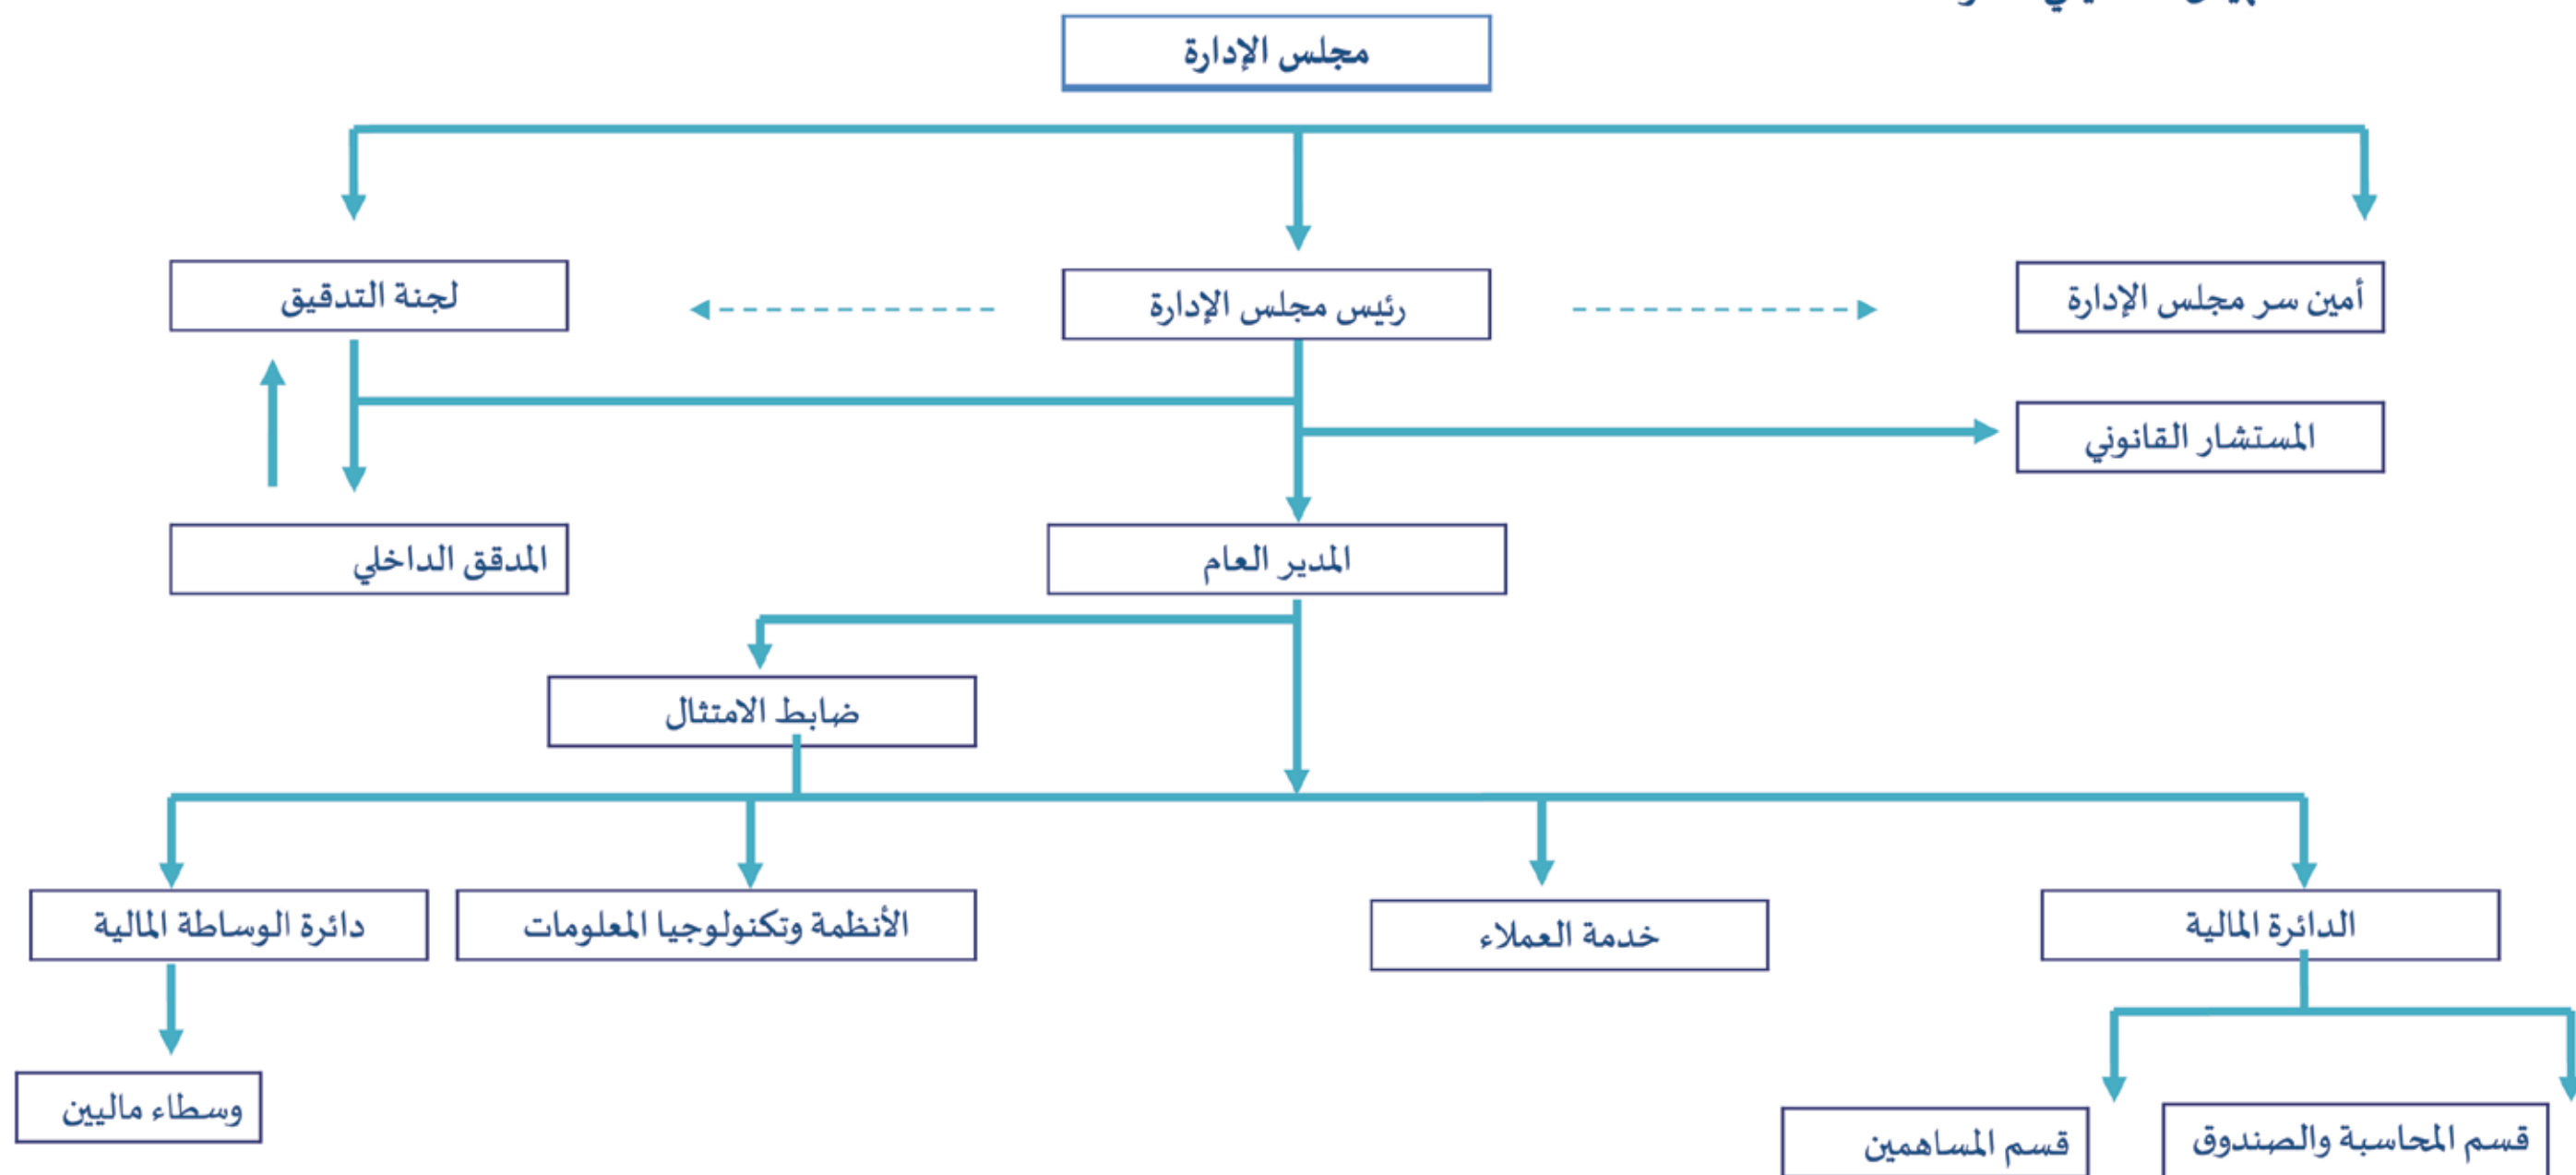 مجلس الإدارة
أمين سر مجلس الإدارة
رئيس مجلس الإدارة
لجنة التدقيق
المستشار القانوني
المدير العام
المدقق الداخلي
ضابط الامتثال
الدائرة المالية
خدمة العملاء
الأنظمة وتكنولوجيا المعلومات
دائرة الوساطة المالية
قسم المحاسبة والصندوق
قسم المساهمين
وسطاء ماليين